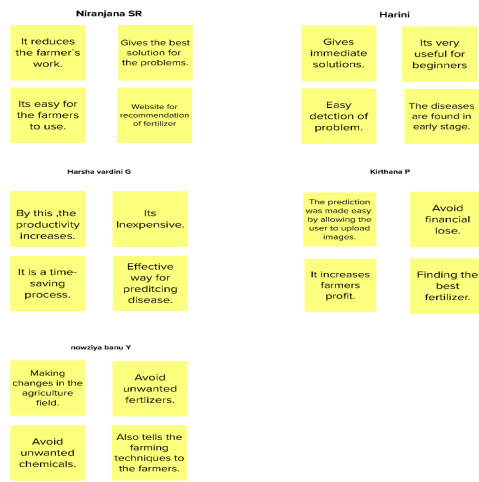 Niranjana SR
It reduces
the farmer`s
work.
Gives the best
solution for
the problems.
Its easy for
the farmers
to use.
Website for
recommendation
of fertilizer
Harini
Gives
immediate
solutions.
Its very
useful for
beginners
Easy
detction of
problem.
The diseases
are found in
early stage.
Harsha vardini G
By this ,the
productivity
increases.
Its
Inexpensive.
It is a time-
saving
process.
Effective
way for
preditcing
disease.
Kirthana P
The prediction
was made easy
by allowing the
user to upload
images.
Avoid
financial
lose.
It increases
farmers
profit.
Finding the
best
fertilizer.
nowziya banu Y
Making
changes in the
agriculture
field.
Avoid
unwanted
fertlizers.
Avoid
unwanted
chemicals.
Also tells the
farming
techniques to
the farmers.